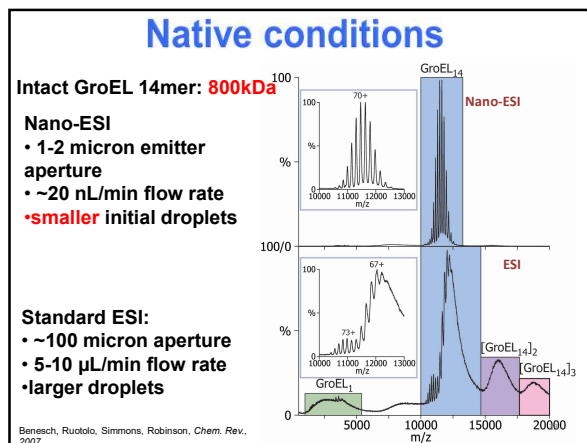 Native conditions
Intact GroEL 14mer: 800kDa
Nano-ESI
• 1-2 micron emitter
aperture
• ~20 nL/min flow rate
•smaller initial droplets
Standard ESI:
• ~100 micron aperture
• 5-10 µL/min flow rate
•larger droplets
Benesch, Ruotolo, Simmons, Robinson, Chem. Rev.,
2007
GroEL₁₄
100
Nano-ESI
70+
100
%
0
10000 11000 12000 13000
m/z
%
100/0
ESI
67+
100
73+
%
0
10000 11000 12000 13000
m/z
%
[GroEL₁₄]₂
[GroEL₁₄]₃
GroEL₁
0
5000 10000 15000 20000
m/z